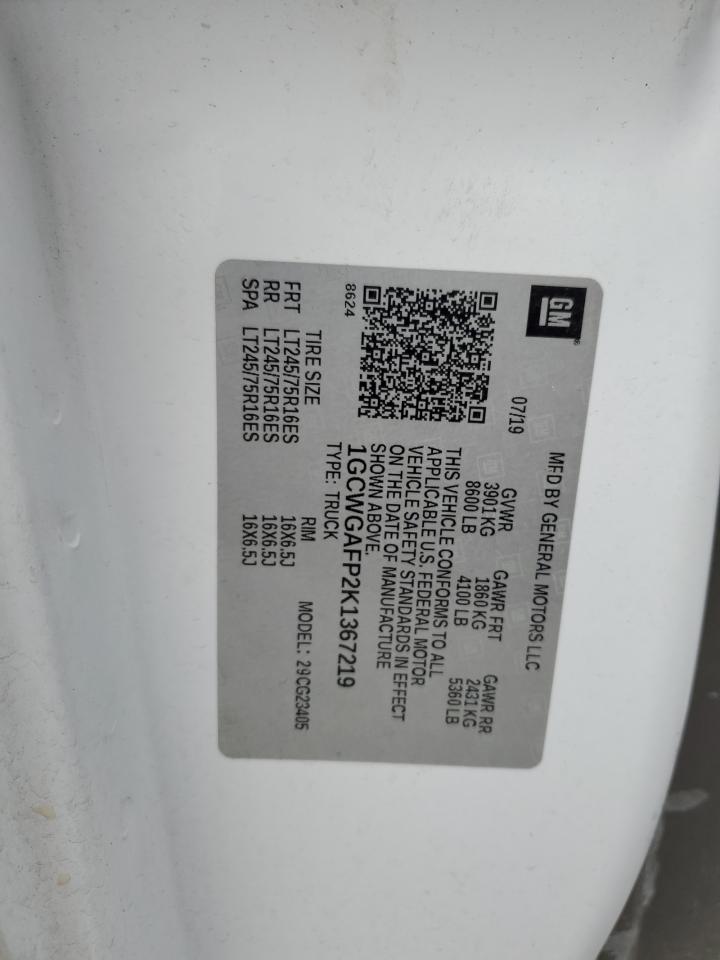 GM
MFD BY GENERAL MOTORS LLC
07/19
GVWR GAWR FRT GAWR RR
3901 KG 1860 KG 2431 KG
8600 LB 4100 LB 5360 LB
THIS VEHICLE CONFORMS TO ALL
APPLICABLE U.S. FEDERAL MOTOR
VEHICLE SAFETY STANDARDS IN EFFECT
ON THE DATE OF MANUFACTURE
SHOWN ABOVE.
1GCWGAFP2K1367219
8624
TYPE: TRUCK
MODEL: 29CG23405
TIRE SIZE RIM
FRT LT245/75R16ES 16X6.5J
RR LT245/75R16ES 16X6.5J
SPA LT245/75R16ES 16X6.5J